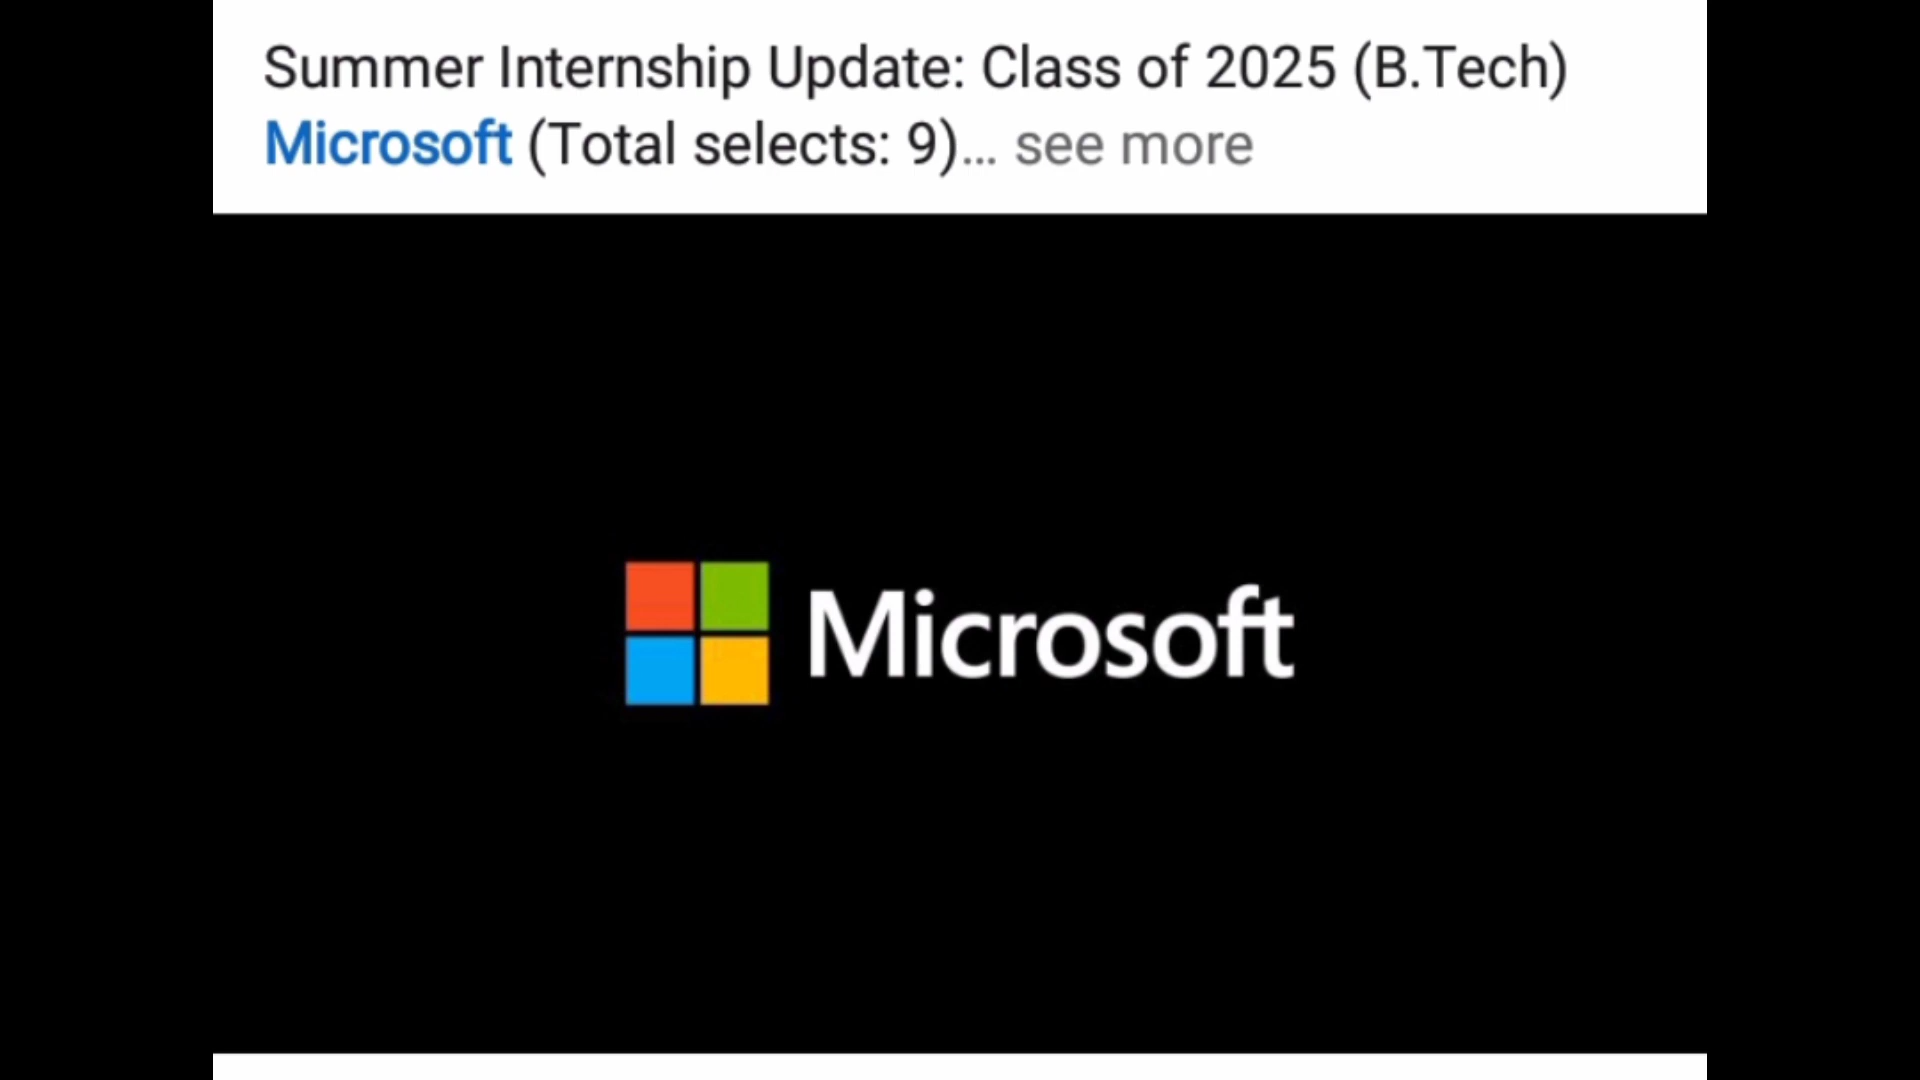 Summer Internship Update: Class of 2025 (B.Tech)
Microsoft (Total selects: 9)... see more
Microsoft